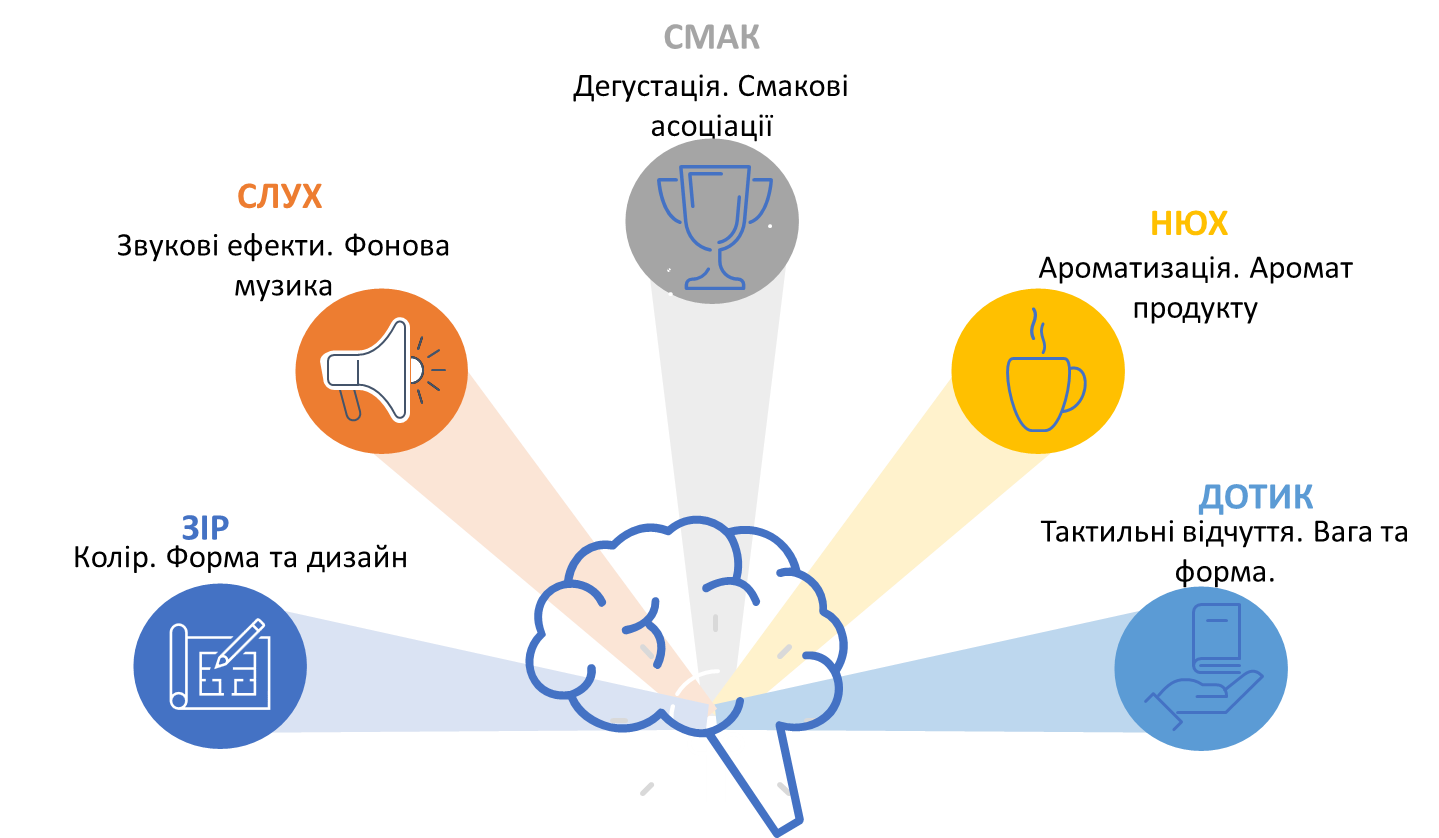 СМАК
Дегустація. Смакові
асоціації
СЛУХ
Звукові ефекти. Фонова
музика
НЮХ
Ароматизація. Аромат
продукту
ЗІР
Колір. Форма та дизайн
ДОТИК
Тактильні відчуття. Вага та
форма.